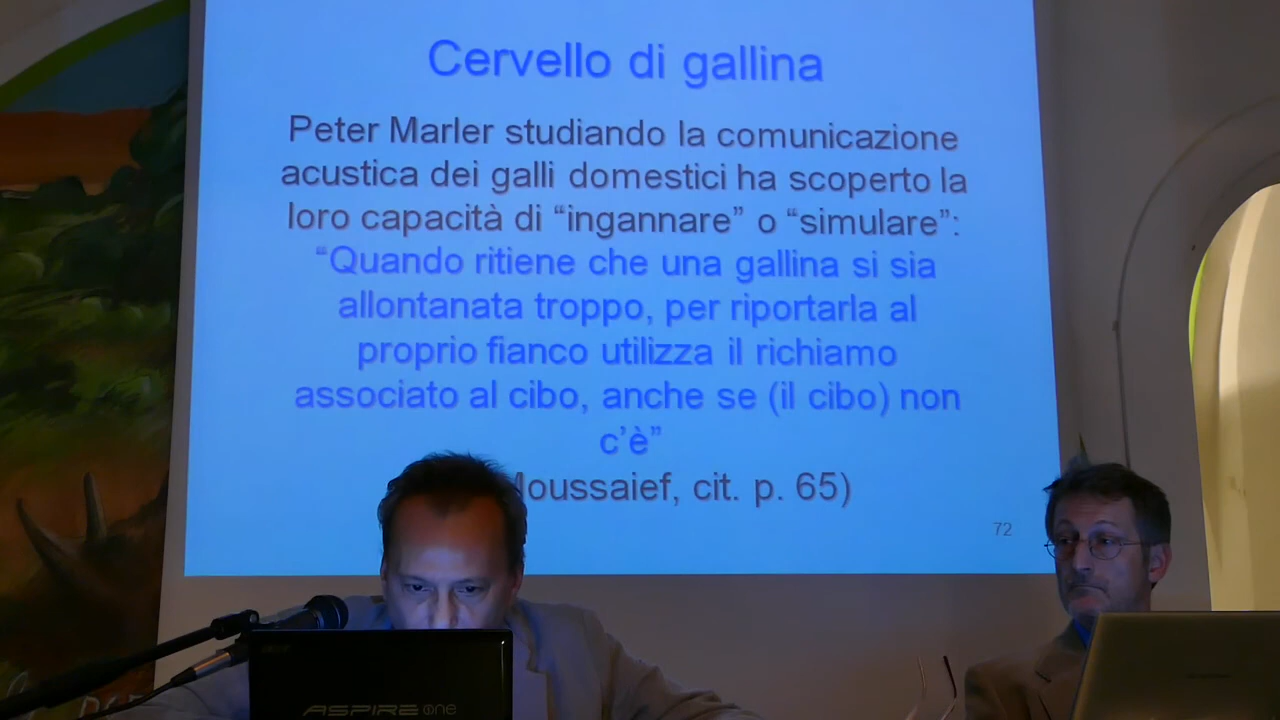 Cervello di gallina
Peter Marler studiando la comunicazione
acustica dei galli domestici ha scoperto la
loro capacità di “ingannare” o “simulare”:
“Quando ritiene che una gallina si sia
allontanata troppo, per riportarla al
proprio fianco utilizza il richiamo
associato al cibo, anche se (il cibo) non
c’è”
Moussaief, cit. p. 65)
72
ASPIRE one